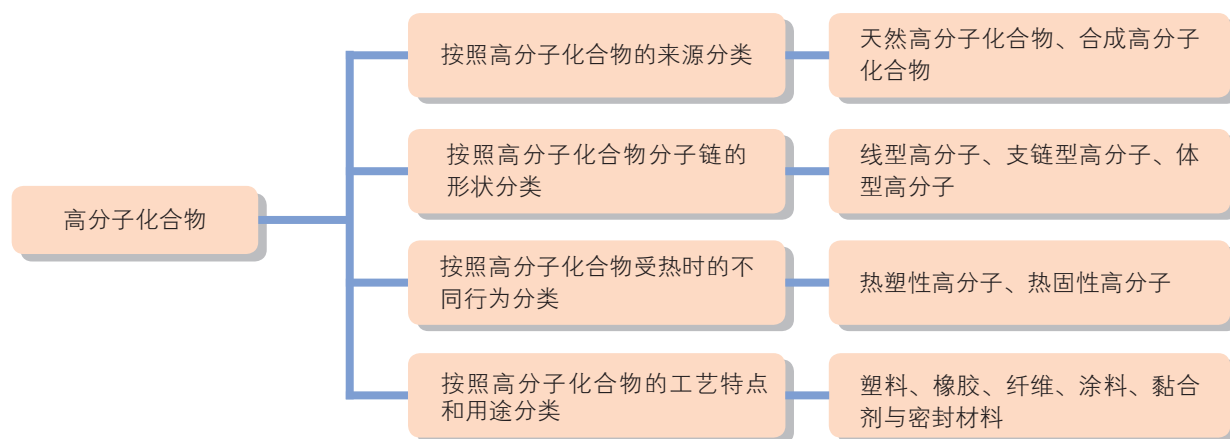 高分子化合物
按照高分子化合物的来源分类
天然高分子化合物、合成高分子
化合物
按照高分子化合物分子链的
形状分类
线型高分子、支链型高分子、体
型高分子
按照高分子化合物受热时的不
同行为分类
热塑性高分子、热固性高分子
按照高分子化合物的工艺特点
和用途分类
塑料、橡胶、纤维、涂料、黏合
剂与密封材料